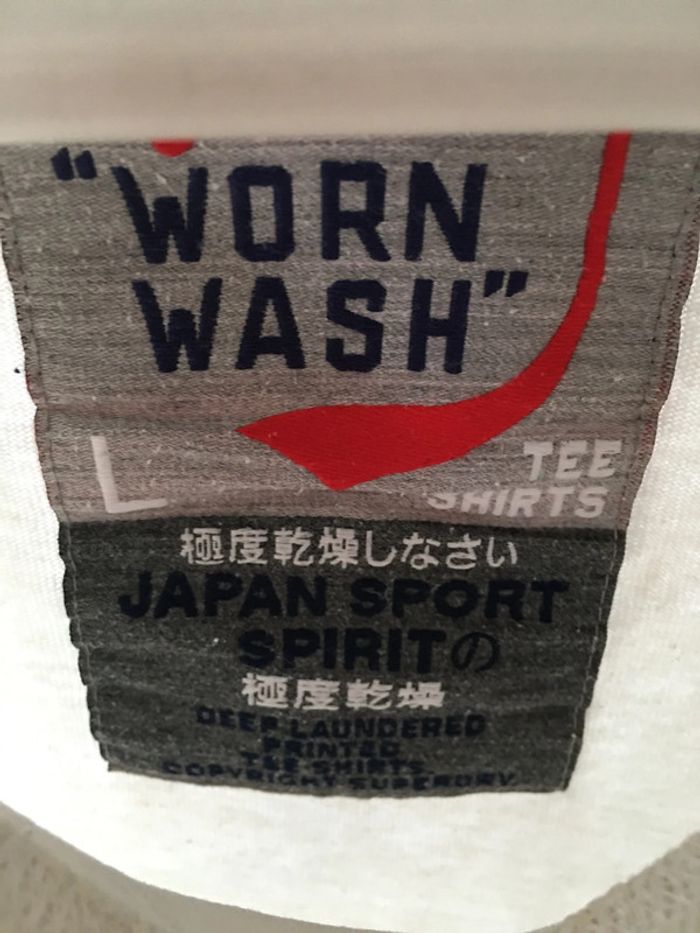 "WORN
WASH"
L
TEE
SHIRTS
極度乾燥しなさい
JAPAN SPORT
SPIRITの
極度乾燥
DEEP LAUNDERED
PRINTED
TEE SHIRTS
COPYRIGHT SUPERDRY